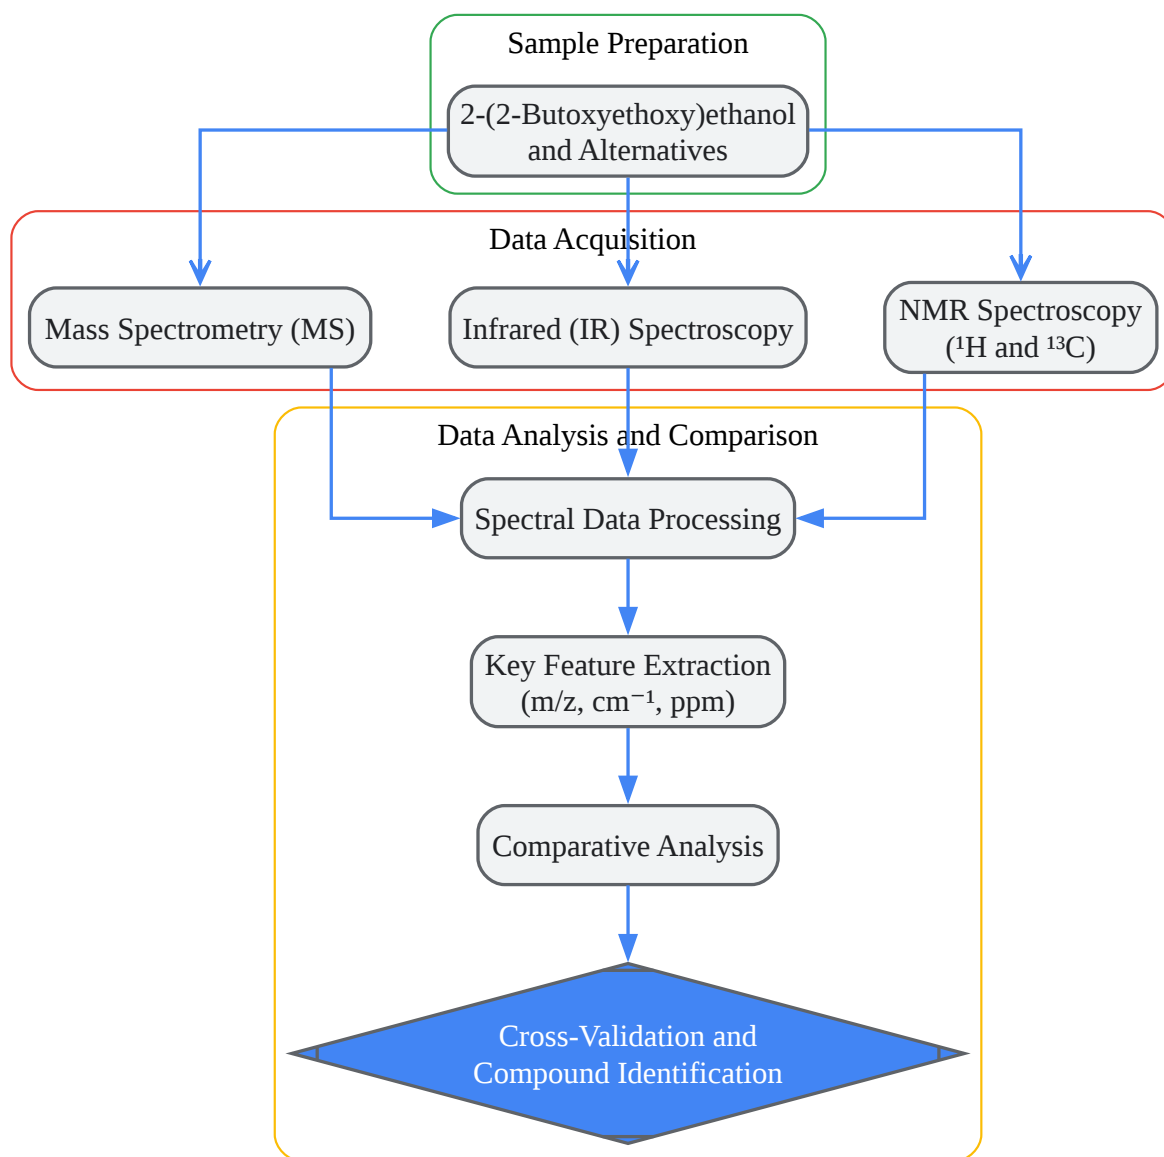 Sample Preparation
2-(2-Butoxyethoxy)ethanol
and Alternatives
Data Acquisition
Mass Spectrometry (MS)
Infrared (IR) Spectroscopy
NMR Spectroscopy
(¹H and ¹³C)
Data Analysis and Comparison
Spectral Data Processing
Key Feature Extraction
(m/z, cm⁻¹, ppm)
Comparative Analysis
Cross-Validation and
Compound Identification